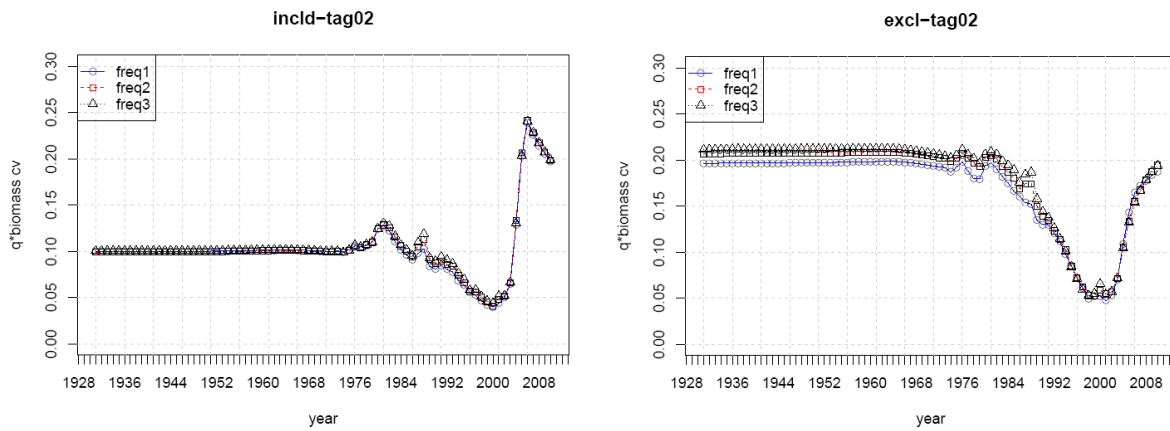 incld-tag02
freq1
freq2
freq3
q*biomass cv
0.30
0.25
0.20
0.15
0.10
0.05
0.00
1928 1936 1944 1952 1960 1968 1976 1984 1992 2000 2008
year
excl-tag02
freq1
freq2
freq3
q*biomass cv
0.30
0.25
0.20
0.15
0.10
0.05
0.00
1928 1936 1944 1952 1960 1968 1976 1984 1992 2000 2008
year